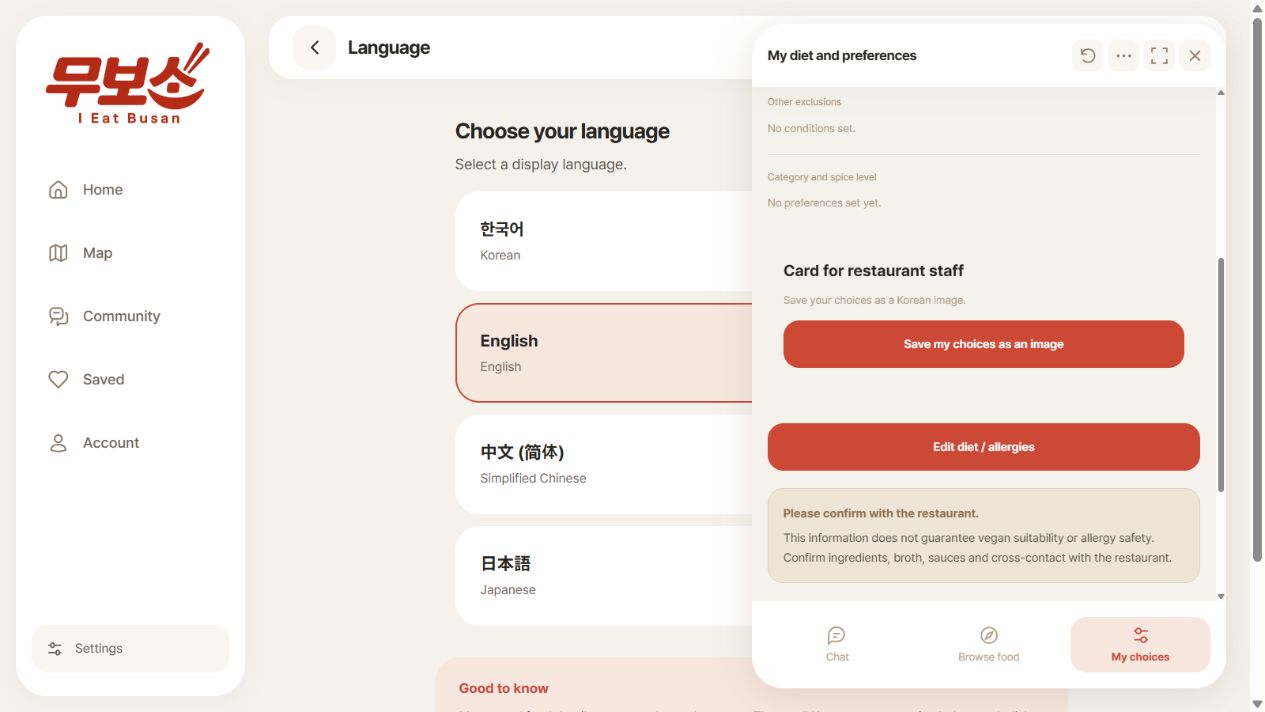 무보소
I Eat Busan
Home
Map
Community
Saved
Account
Settings
Language
Choose your language
Select a display language.
한국어
Korean
English
English
中文 (简体)
Simplified Chinese
日本語
Japanese
Good to know
My diet and preferences
Other exclusions
No conditions set.
Category and spice level
No preferences set yet.
Card for restaurant staff
Save your choices as a Korean image.
Save my choices as an image
Edit diet / allergies
Please confirm with the restaurant.
This information does not guarantee vegan suitability or allergy safety.
Confirm ingredients, broth, sauces and cross-contact with the restaurant.
Chat
Browse food
My choices